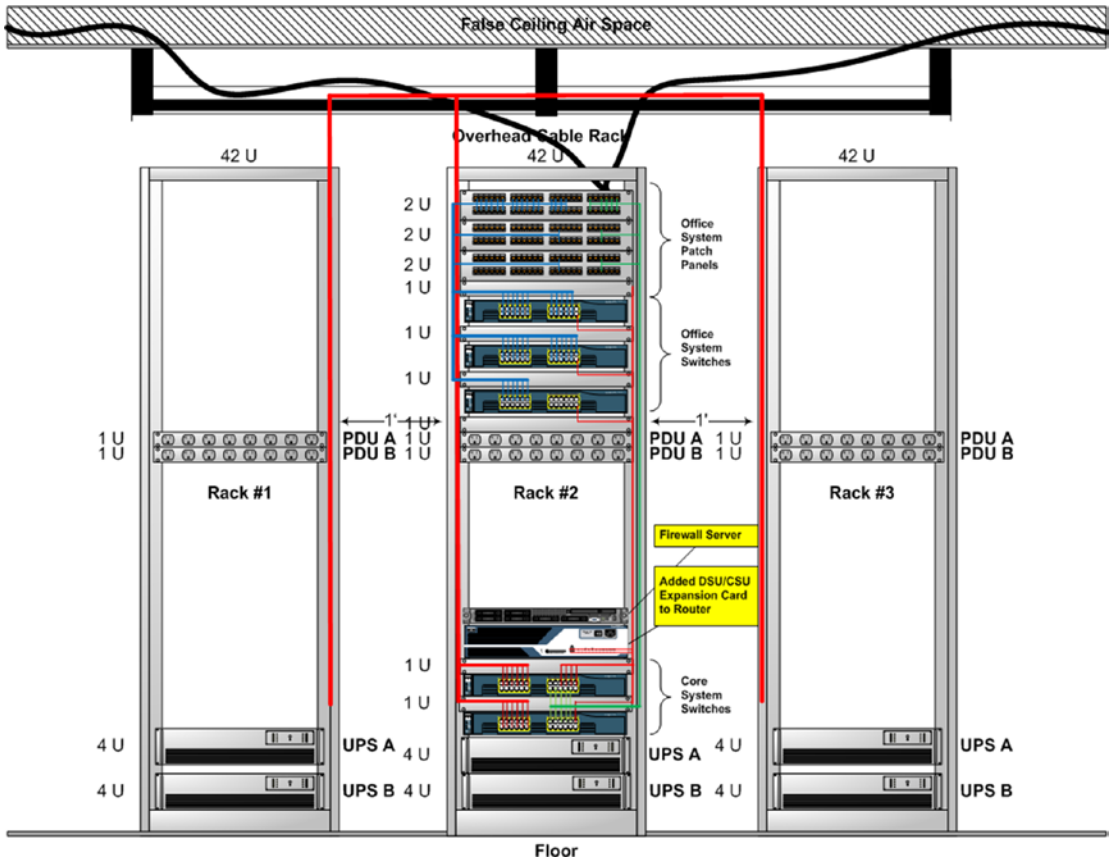 False Ceiling Air Space
Overhead Cable Rack
42 U
42 U
42 U
2 U
2 U
2 U
1 U
1 U
1 U
1 U
Office
System
Patch
Panels
Office
System
Switches
1'
1'
1 U
1 U
PDU A
PDU B
1 U
1 U
PDU A
PDU B
1 U
1 U
PDU A
PDU B
Rack #1
Rack #2
Rack #3
Firewall Server
Added DSU/CSU
Expansion Card
to Router
1 U
1 U
Core
System
Switches
4 U
UPS A
4 U
UPS A
4 U
UPS A
4 U
UPS B
4 U
UPS B
4 U
UPS B
Floor